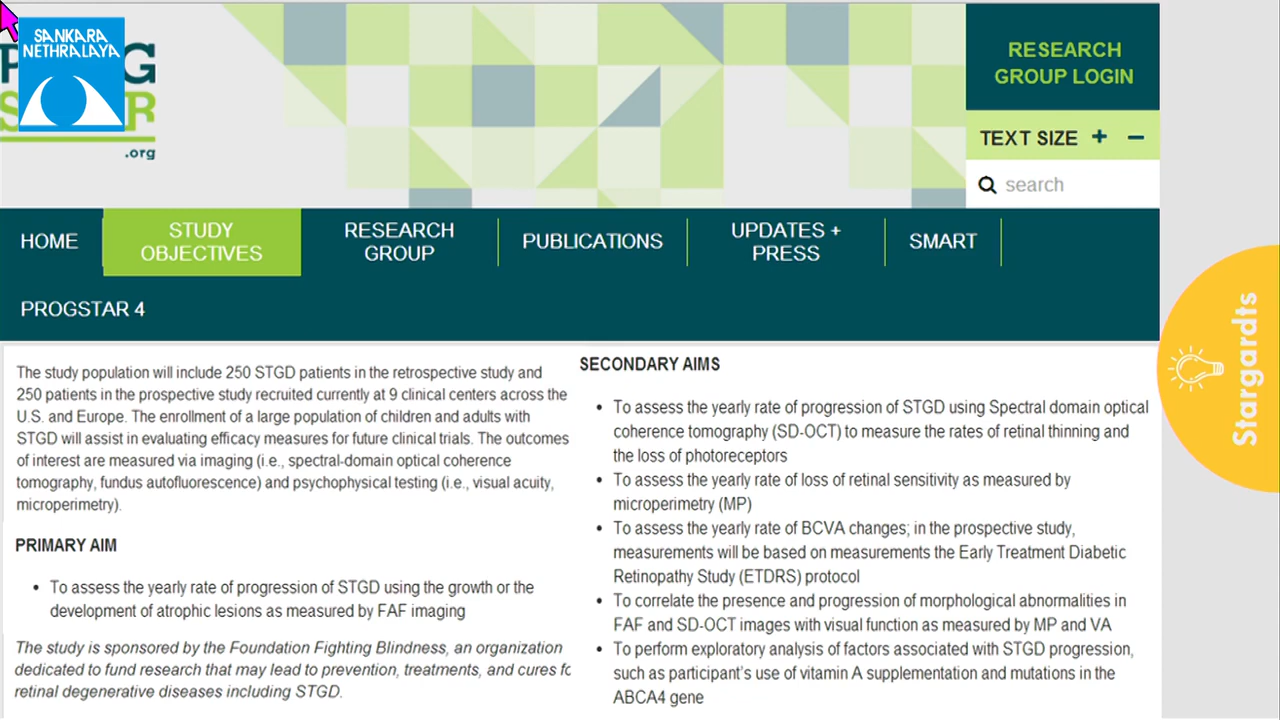 SANKARA
NETHRALAYA
.org
RESEARCH
GROUP LOGIN
TEXT SIZE + −
search
HOME
STUDY
OBJECTIVES
RESEARCH
GROUP
PUBLICATIONS
UPDATES +
PRESS
SMART
PROGSTAR 4
The study population will include 250 STGD patients in the retrospective study and
250 patients in the prospective study recruited currently at 9 clinical centers across the
U.S. and Europe. The enrollment of a large population of children and adults with
STGD will assist in evaluating efficacy measures for future clinical trials. The outcomes
of interest are measured via imaging (i.e., spectral-domain optical coherence
tomography, fundus autofluorescence) and psychophysical testing (i.e., visual acuity,
microperimetry).
PRIMARY AIM
• To assess the yearly rate of progression of STGD using the growth or the
development of atrophic lesions as measured by FAF imaging
The study is sponsored by the Foundation Fighting Blindness, an organization
dedicated to fund research that may lead to prevention, treatments, and cures fo
retinal degenerative diseases including STGD.
SECONDARY AIMS
• To assess the yearly rate of progression of STGD using Spectral domain optical
coherence tomography (SD-OCT) to measure the rates of retinal thinning and
the loss of photoreceptors
• To assess the yearly rate of loss of retinal sensitivity as measured by
microperimetry (MP)
• To assess the yearly rate of BCVA changes; in the prospective study,
measurements will be based on measurements the Early Treatment Diabetic
Retinopathy Study (ETDRS) protocol
• To correlate the presence and progression of morphological abnormalities in
FAF and SD-OCT images with visual function as measured by MP and VA
• To perform exploratory analysis of factors associated with STGD progression,
such as participant's use of vitamin A supplementation and mutations in the
ABCA4 gene
Stargardts